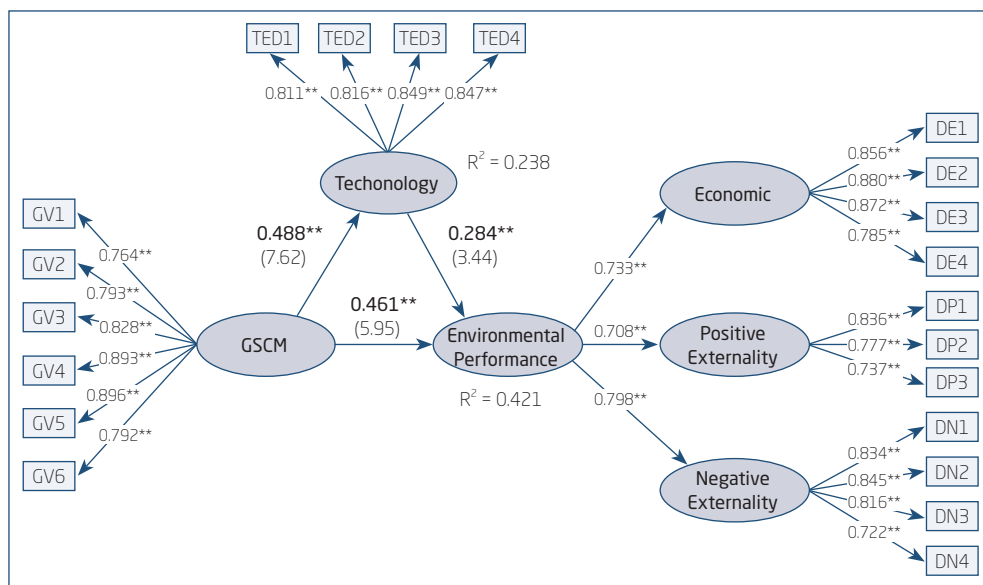 TED1 TED2 TED3 TED4
0.811** 0.816** 0.849** 0.847**
Techonology
R² = 0.238
GV1
GV2
GV3
GV4
GV5
GV6
0.764**
0.793**
0.828**
0.893**
0.896**
0.792**
GSCM
0.488**
(7.62)
0.284**
(3.44)
0.461**
(5.95)
Environmental
Performance
R² = 0.421
0.733**
0.708**
0.798**
Economic
0.856**
0.880**
0.872**
0.785**
DE1
DE2
DE3
DE4
Positive
Externality
0.836**
0.777**
0.737**
DP1
DP2
DP3
Negative
Externality
0.834**
0.845**
0.816**
0.722**
DN1
DN2
DN3
DN4